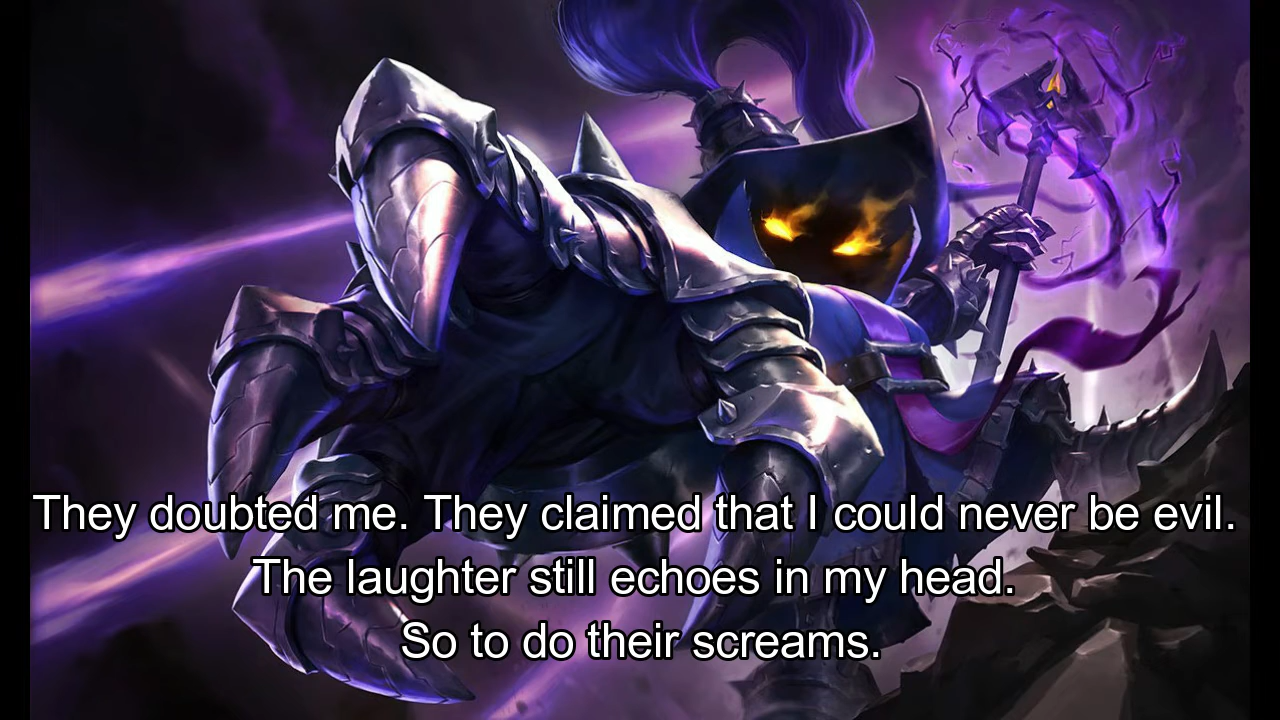 They doubted me. They claimed that I could never be evil.
The laughter still echoes in my head.
So to do their screams.